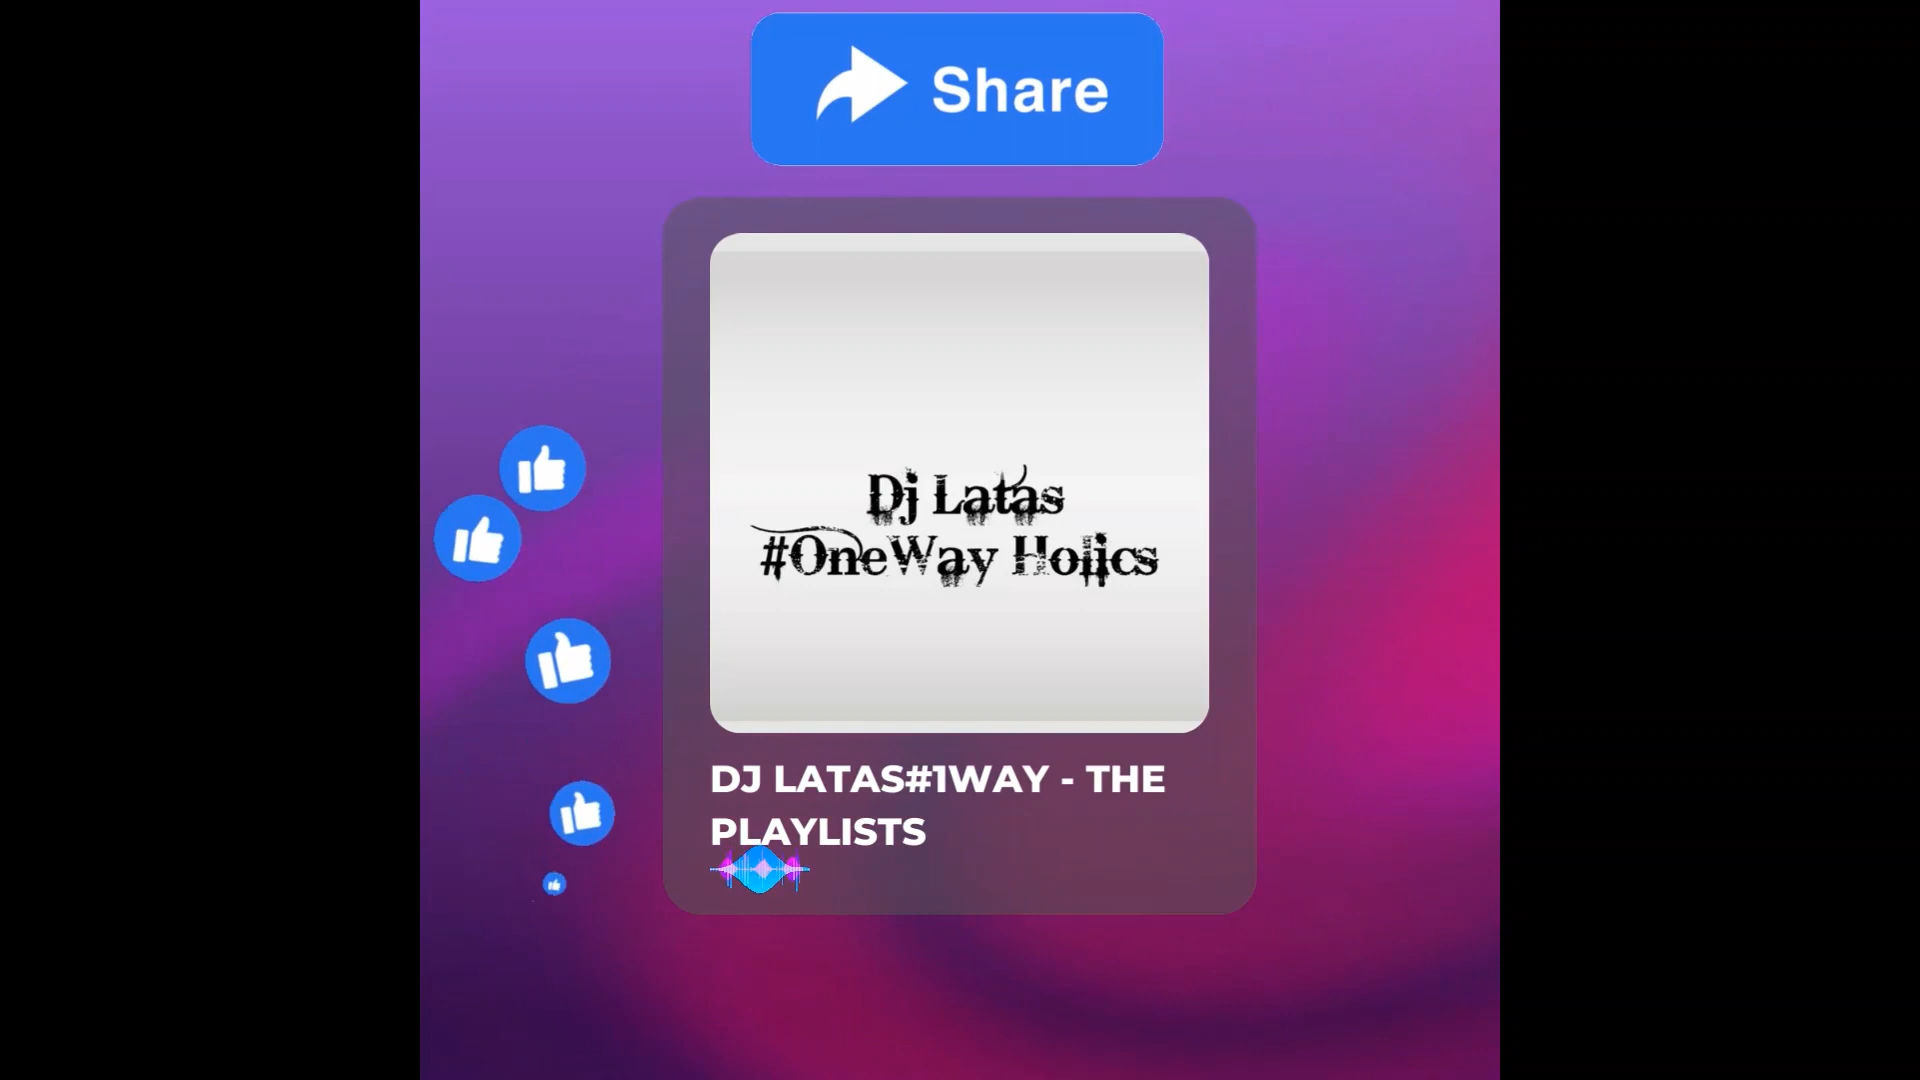 Share
Dj Latas
#OneWay Holics
DJ LATAS#1WAY - THE
PLAYLISTS